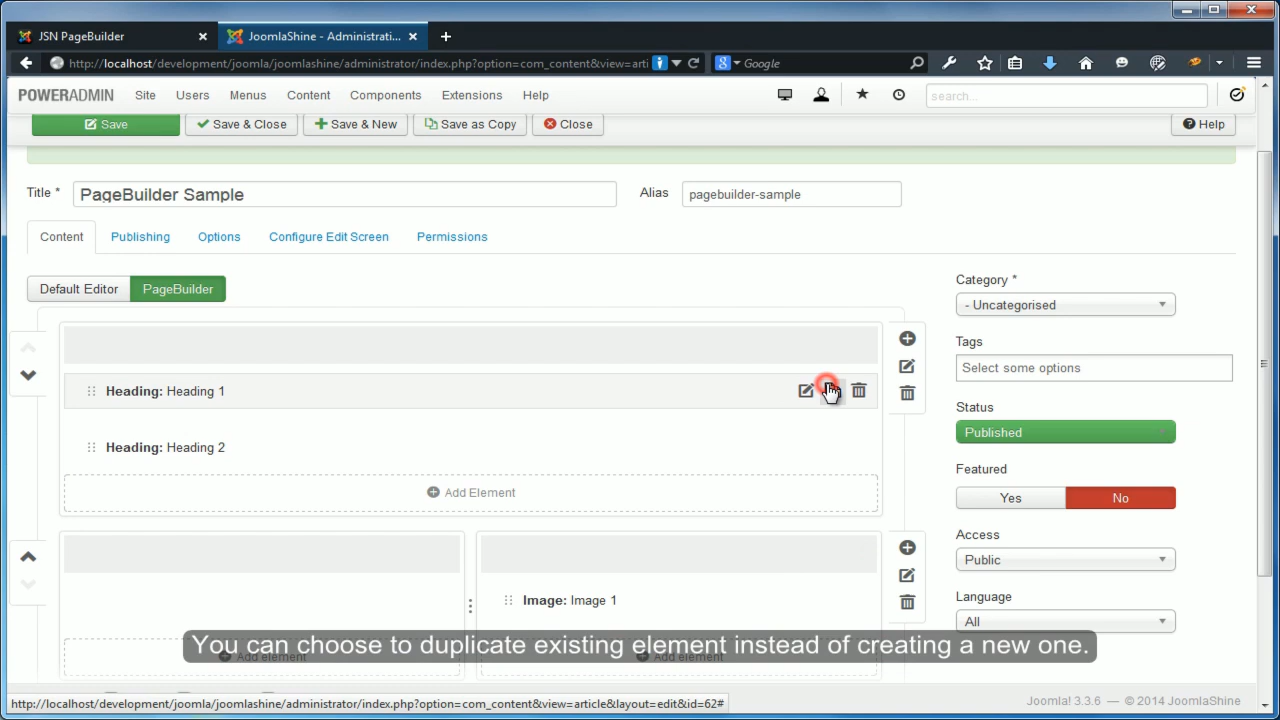 JSN PageBuilder
JoomlaShine - Administrati...
http://localhost/development/joomla/joomlashine/administrator/index.php?option=com_content&view=arti
Google
POWERADMIN
Site
Users
Menus
Content
Components
Extensions
Help
search...
Save
Save & Close
Save & New
Save as Copy
Close
Help
Title *
PageBuilder Sample
Alias
pagebuilder-sample
Content
Publishing
Options
Configure Edit Screen
Permissions
Default Editor
PageBuilder
Heading: Heading 1
Heading: Heading 2
Add Element
Image: Image 1
Add element
Add element
Category *
- Uncategorised
Tags
Select some options
Status
Published
Featured
Yes
No
Access
Public
Language
All
You can choose to duplicate existing element instead of creating a new one.
http://localhost/development/joomla/joomlashine/administrator/index.php?option=com_content&view=article&layout=edit&id=62#
Joomla! 3.3.6 — © 2014 JoomlaShine